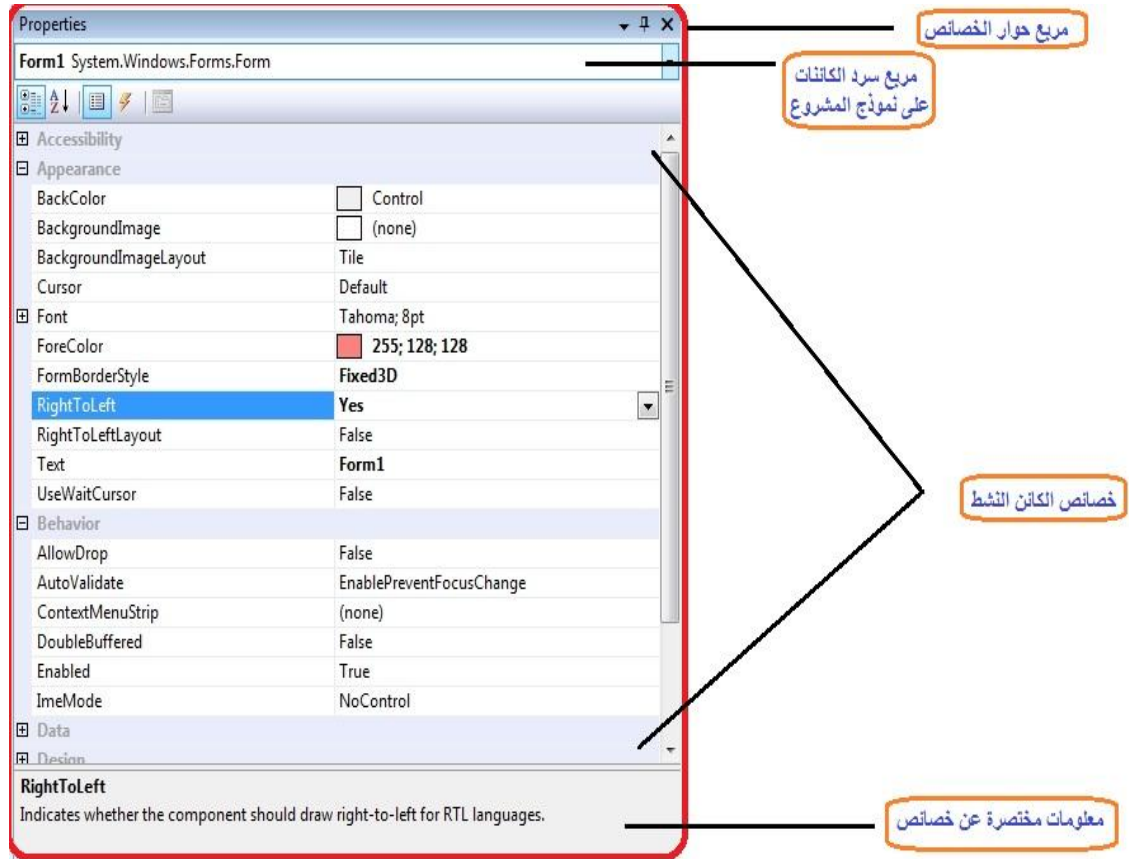 Properties
مربع حوار الخصائص
Form1 System.Windows.Forms.Form
مربع سرد الكائنات
على نموذج المشروع
Accessibility
Appearance
BackColor Control
BackgroundImage (none)
BackgroundImageLayout Tile
Cursor Default
Font Tahoma; 8pt
ForeColor 255; 128; 128
FormBorderStyle Fixed3D
RightToLeft Yes
RightToLeftLayout False
Text Form1
UseWaitCursor False
خصائص الكائن النشط
Behavior
AllowDrop False
AutoValidate EnablePreventFocusChange
ContextMenuStrip (none)
DoubleBuffered False
Enabled True
ImeMode NoControl
Data
Design
RightToLeft
Indicates whether the component should draw right-to-left for RTL languages.
معلومات مختصرة عن خصائص